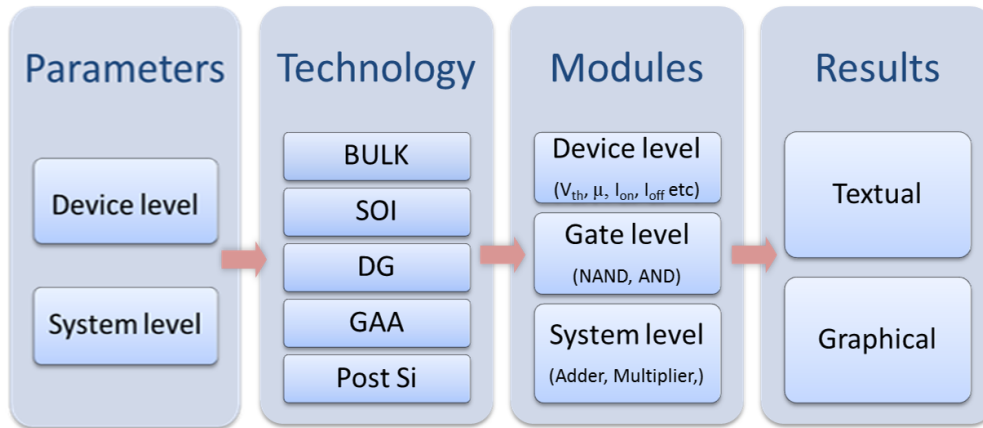 Parameters
Device level
System level
Technology
BULK
SOI
DG
GAA
Post Si
Modules
Device level
(Vth, μ, Ion, Ioff etc)
Gate level
(NAND, AND)
System level
(Adder, Multiplier,)
Results
Textual
Graphical